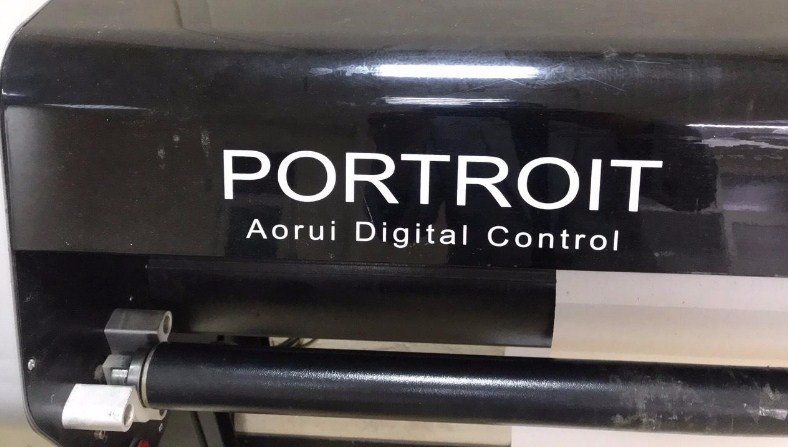 PORTROIT
Aorui Digital Control